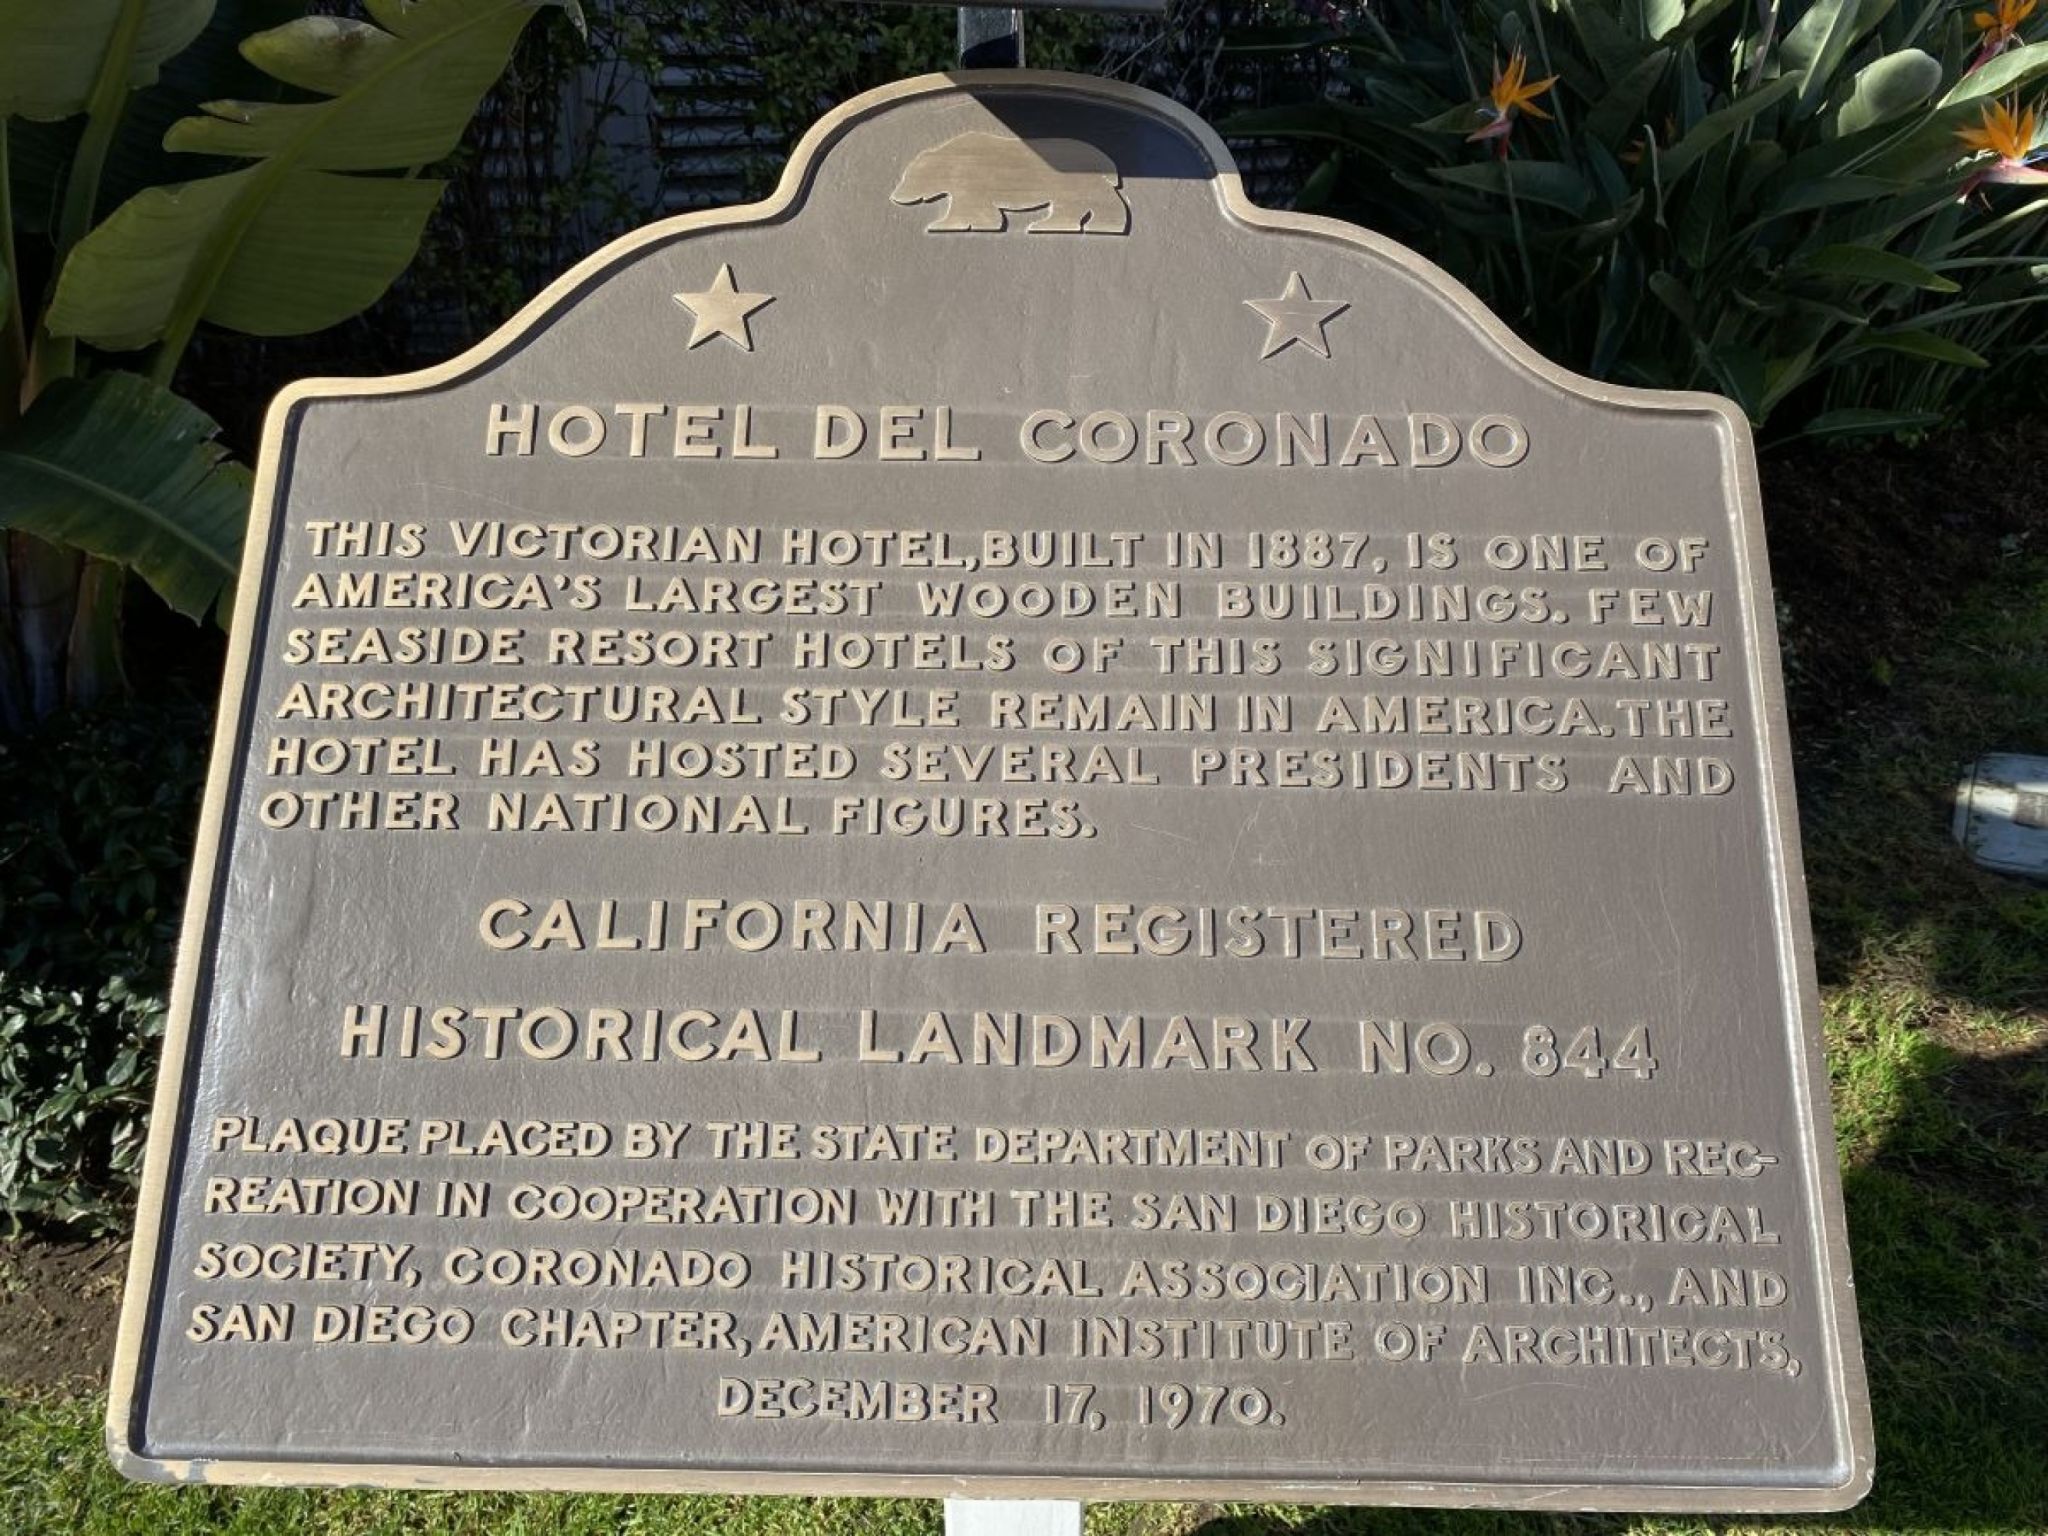 HOTEL DEL CORONADO
THIS VICTORIAN HOTEL, BUILT IN 1887, IS ONE OF
AMERICA'S LARGEST WOODEN BUILDINGS. FEW
SEASIDE RESORT HOTELS OF THIS SIGNIFICANT
ARCHITECTURAL STYLE REMAIN IN AMERICA. THE
HOTEL HAS HOSTED SEVERAL PRESIDENTS AND
OTHER NATIONAL FIGURES.
CALIFORNIA REGISTERED
HISTORICAL LANDMARK NO. 844
PLAQUE PLACED BY THE STATE DEPARTMENT OF PARKS AND REC-
REATION IN COOPERATION WITH THE SAN DIEGO HISTORICAL
SOCIETY, CORONADO HISTORICAL ASSOCIATION INC., AND
SAN DIEGO CHAPTER, AMERICAN INSTITUTE OF ARCHITECTS,
DECEMBER 17, 1970.